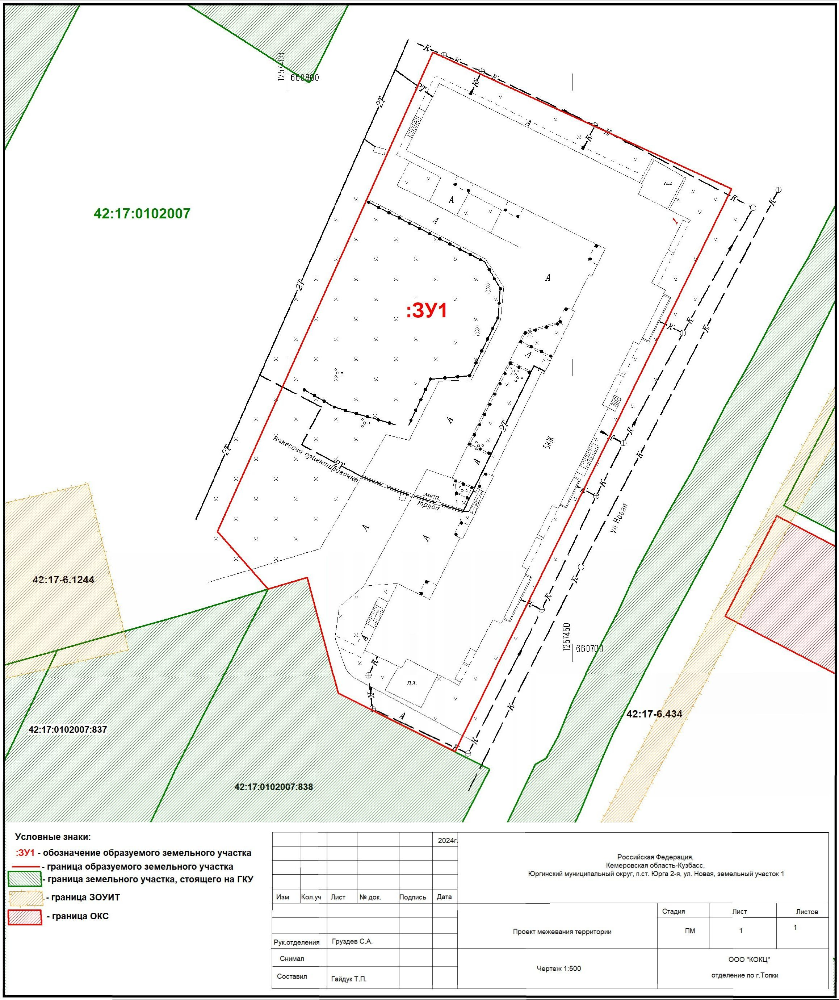 К
К
К
К
1257400
660800
2Т
2Т
А
К
К
пл.
К
К
42:17:0102007
А
А
1
А
2Т
:ЗУ1
К
К
К
А
А
2Т
К
К
5КЖ
2Т
А
К
нанесено ориентировочно
2Т
мет.
труба
К
К
ул. Новая
А
А
42:17-6.1244
К
К
К
А
1257450
660700
К
пл.
К
К
А
К
К
42:17-6.434
42:17:0102007:837
42:17:0102007:838
Условные знаки:
:ЗУ1 - обозначение образуемого земельного участка
- граница образуемого земельного участка
- граница земельного участка, стоящего на ГКУ
- граница ЗОУИТ
- граница ОКС
2024г.
Российская Федерация,
Кемеровская область-Кузбасс,
Юргинский муниципальный округ, п.ст. Юрга 2-я, ул. Новая, земельный участок 1
Изм Кол.уч Лист № док. Подпись Дата
Стадия Лист Листов
Проект межевания территории
ПМ 1 1
Рук.отделения Груздев С.А.
Снимал
Чертеж 1:500
ООО "КОКЦ"
отделение по г.Топки
Составил Гайдук Т.П.